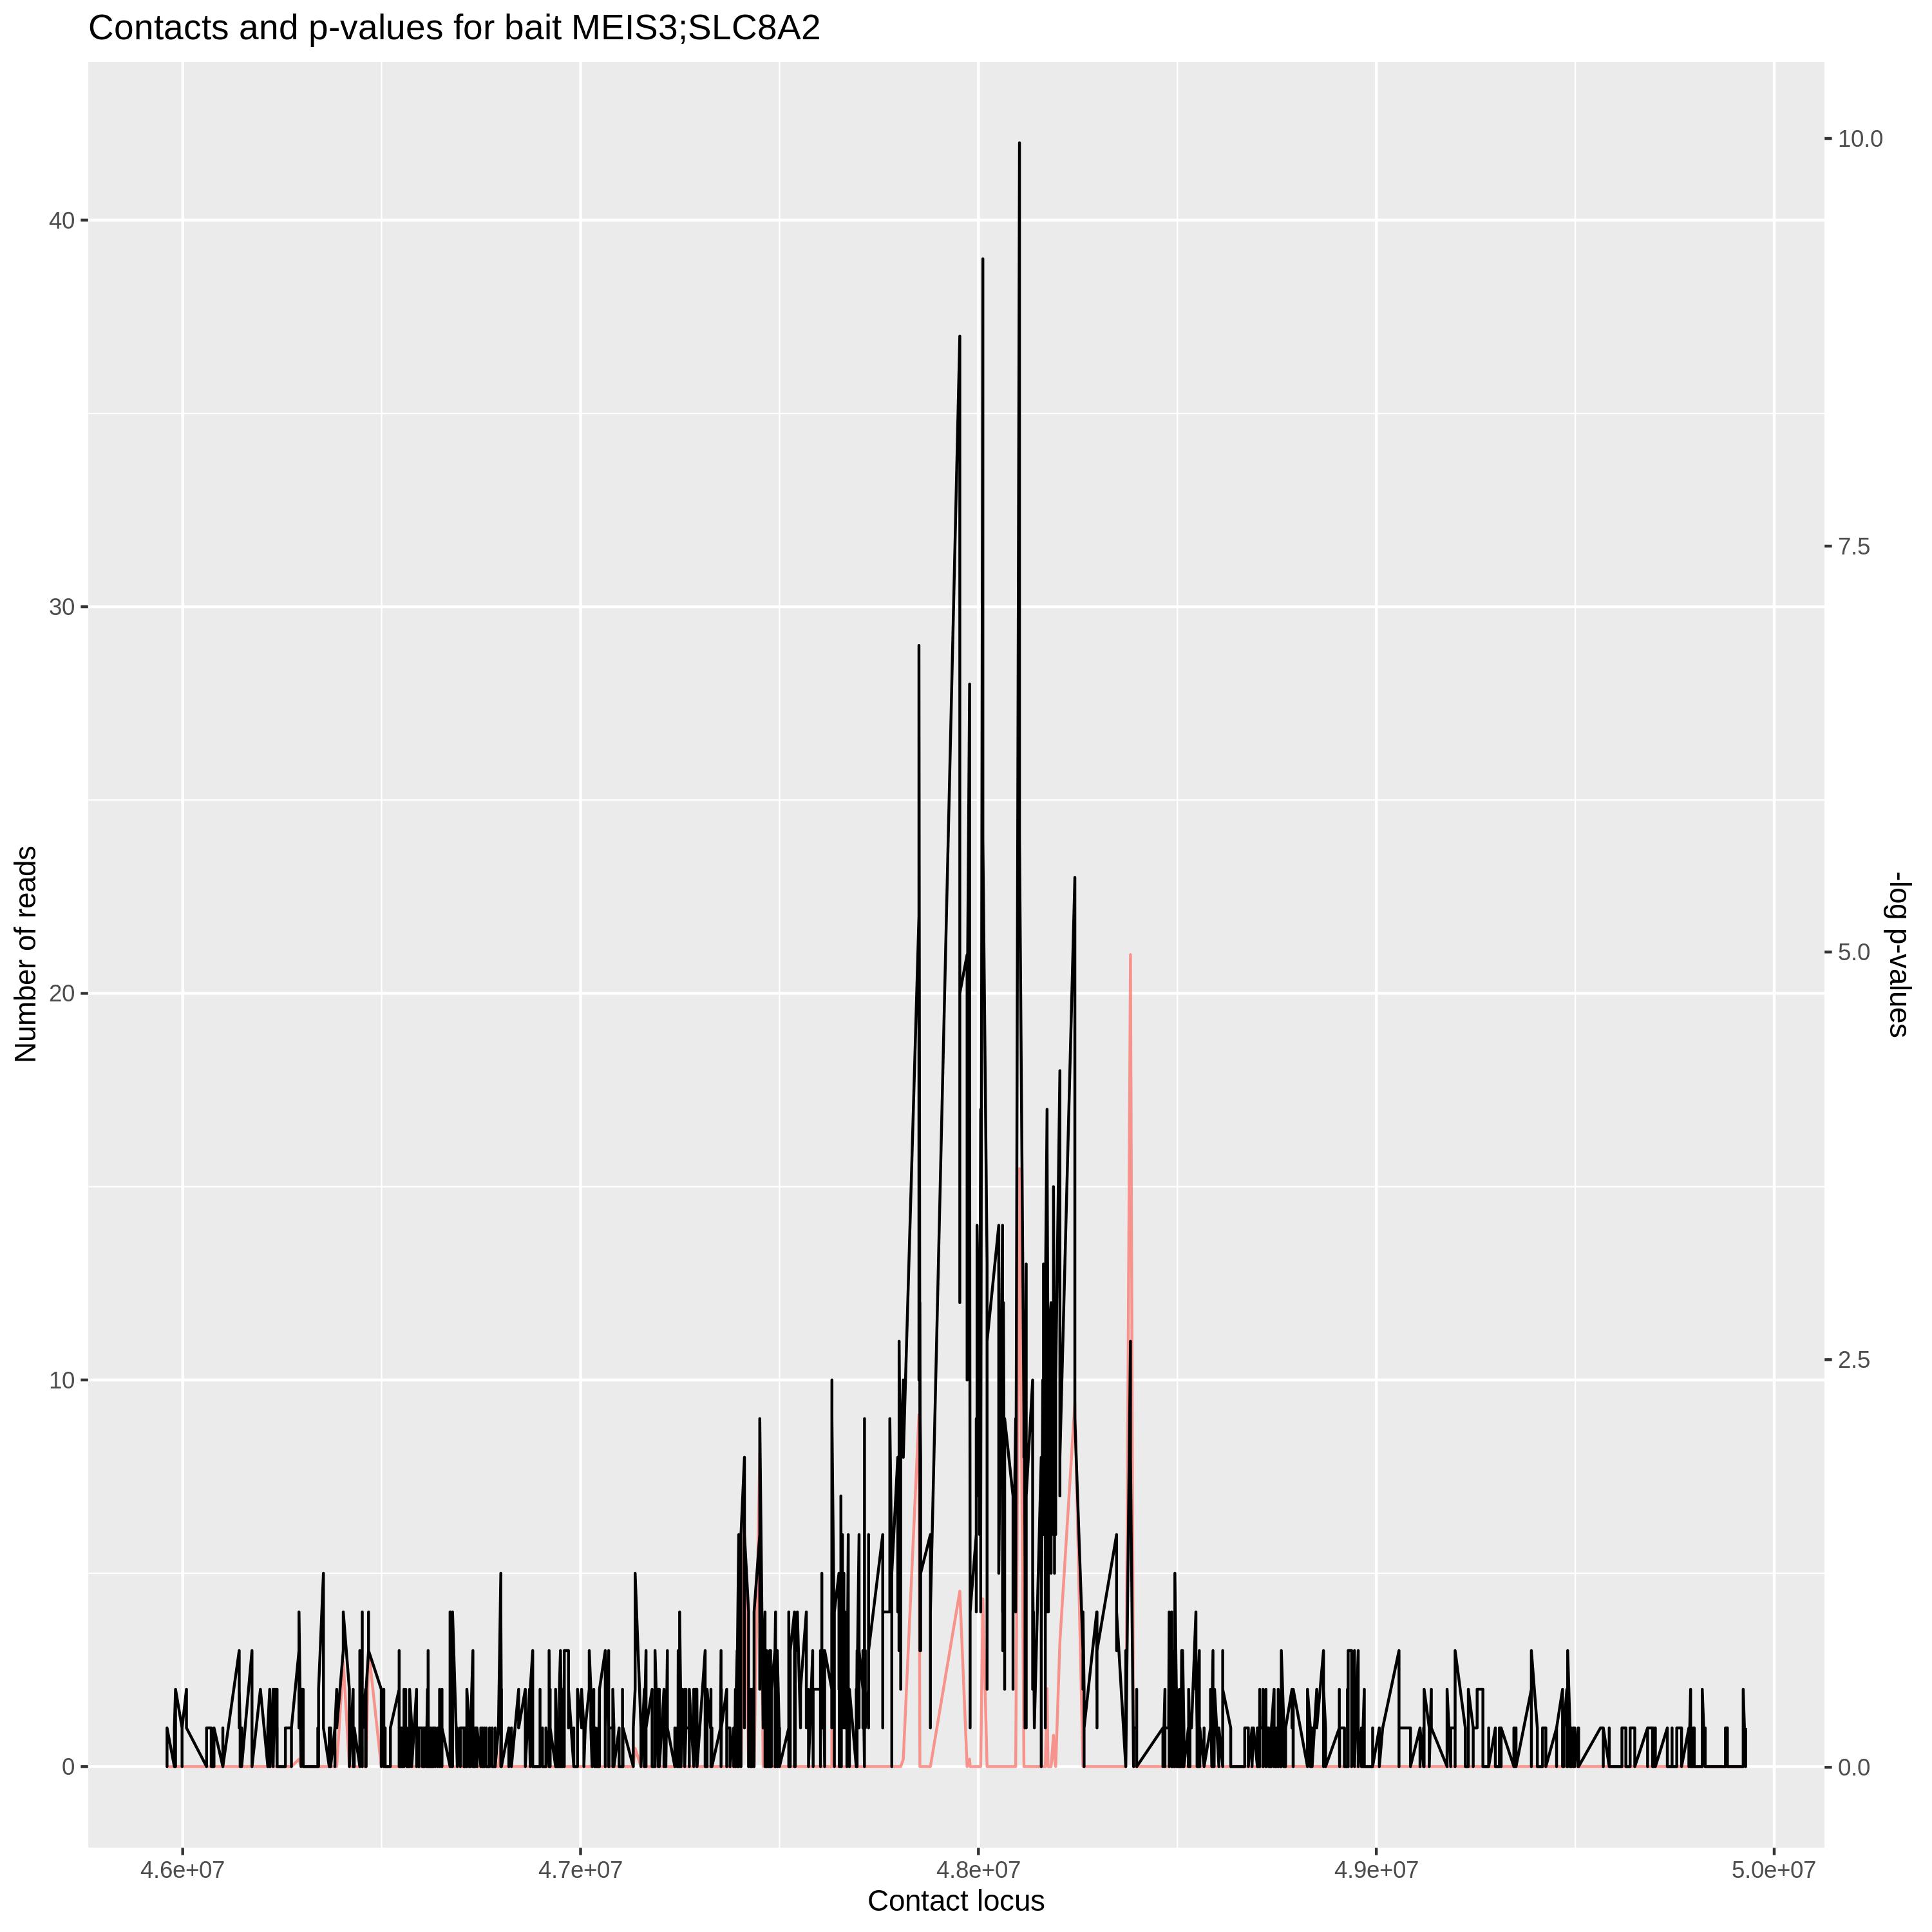 Contacts and p-values for bait MEIS3;SLC8A2
Number of reads
40
30
20
10
0
10.0
7.5
5.0
2.5
0.0
-log p-values
4.6e+07
4.7e+07
4.8e+07
4.9e+07
5.0e+07
Contact locus